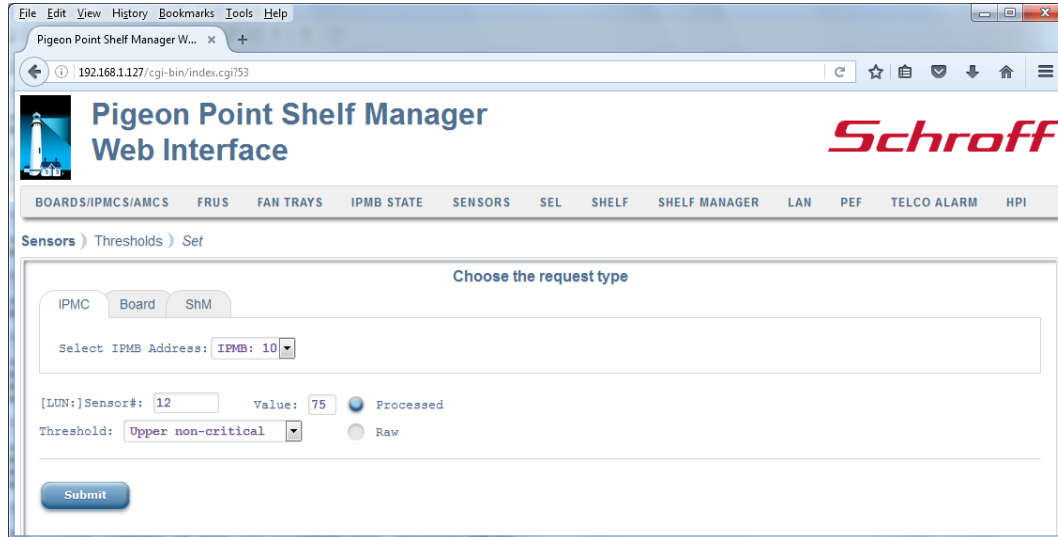 File Edit View History Bookmarks Tools Help
Pigeon Point Shelf Manager W... × +
192.168.1.127/cgi-bin/index.cgi?53
Pigeon Point Shelf Manager
Web Interface
Schroff
BOARDS/IPMCS/AMCS FRUS FAN TRAYS IPMB STATE SENSORS SEL SHELF SHELF MANAGER LAN PEF TELCO ALARM HPI
Sensors ) Thresholds ) Set
Choose the request type
IPMC Board ShM
Select IPMB Address: IPMB: 10
[LUN:]Sensor#: 12 Value: 75 Processed
Threshold: Upper non-critical Raw
Submit